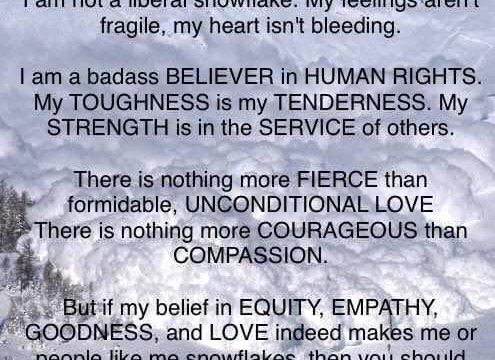 I am not a liberal snowflake. My feelings aren't
fragile, my heart isn't bleeding.
I am a badass BELIEVER in HUMAN RIGHTS.
My TOUGHNESS is my TENDERNESS. My
STRENGTH is in the SERVICE of others.
There is nothing more FIERCE than
formidable, UNCONDITIONAL LOVE
There is nothing more COURAGEOUS than
COMPASSION.
But if my belief in EQUITY, EMPATHY,
GOODNESS, and LOVE indeed makes me or
people like me snowflakes, then you should